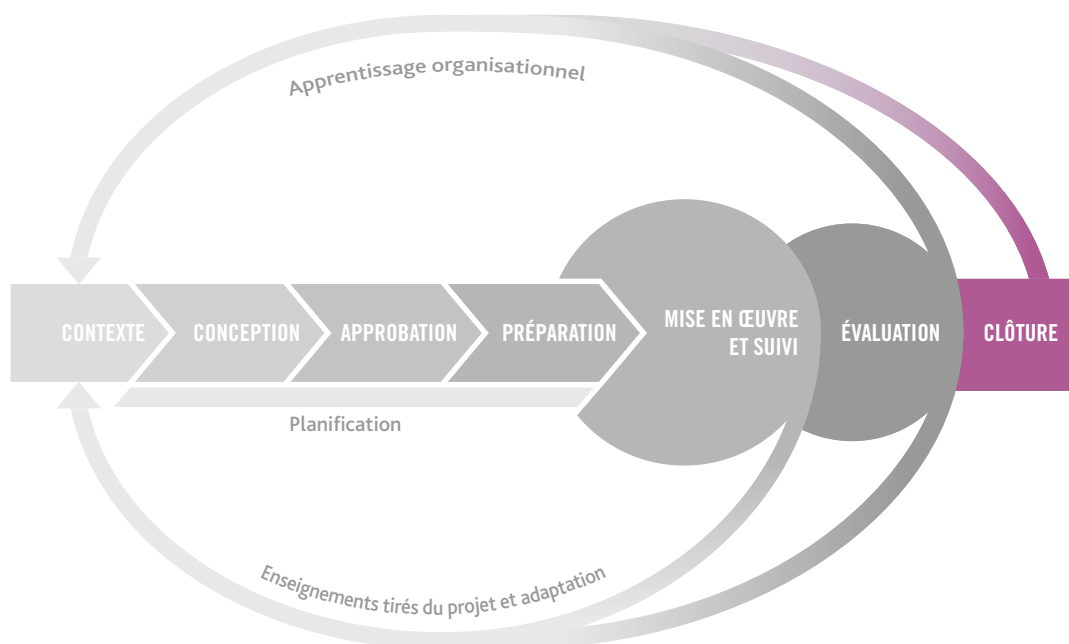 Apprentissage organisationnel
CONTEXTE
CONCEPTION
APPROBATION
PRÉPARATION
MISE EN ŒUVRE
ET SUIVI
ÉVALUATION
CLÔTURE
Planification
Enseignements tirés du projet et adaptation